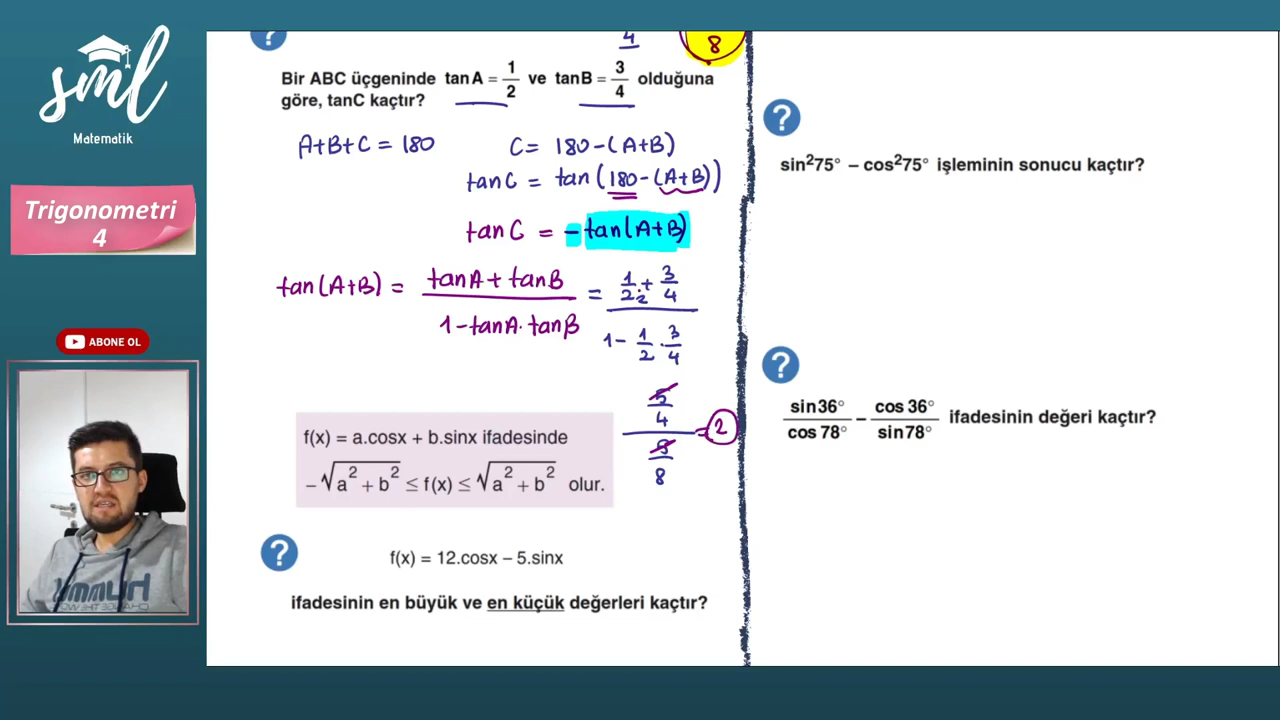 sml
Matematik
Trigonometri
4
ABONE OL
4
8
Bir ABC üçgeninde tanA = 1/2 ve tanB = 3/4 olduğuna
göre, tanC kaçtır?
A+B+C = 180
C = 180-(A+B)
tanC = tan(180-(A+B))
tanC = -tan(A+B)
tan(A+B) = (tanA + tanB)/(1-tanA.tanB) = (1/2 + 3/4)/(1 - 1/2 . 3/4)
2
(5/4)/(5/8) = 2
f(x) = a.cosx + b.sinx ifadesinde
−√(a² + b²) ≤ f(x) ≤ √(a² + b²) olur.
?
f(x) = 12.cosx − 5.sinx
ifadesinin en büyük ve en küçük değerleri kaçtır?
?
sin²75° − cos²75° işleminin sonucu kaçtır?
?
sin36°/cos78° − cos36°/sin78° ifadesinin değeri kaçtır?